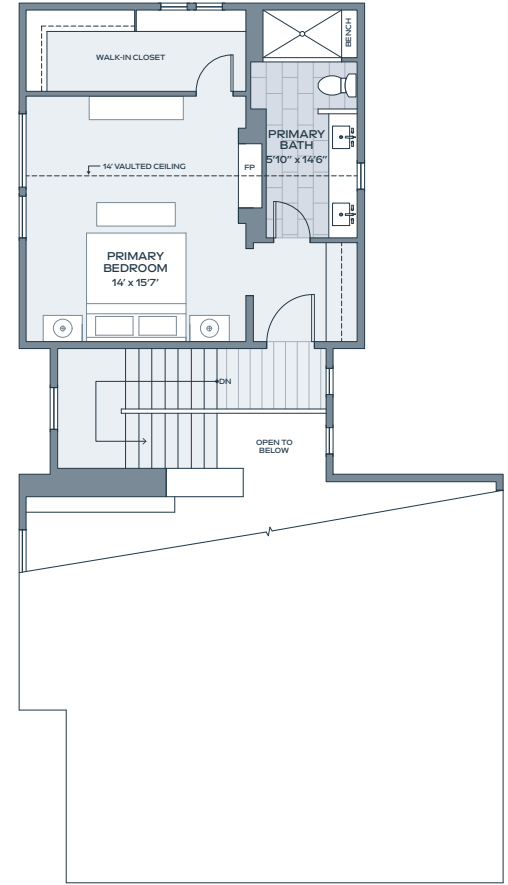 BENCH
WALK-IN CLOSET
PRIMARY
BATH
5'10" x 14'6"
14' VAULTED CEILING
FP
PRIMARY
BEDROOM
14' x 15'7'
DN
OPEN TO
BELOW